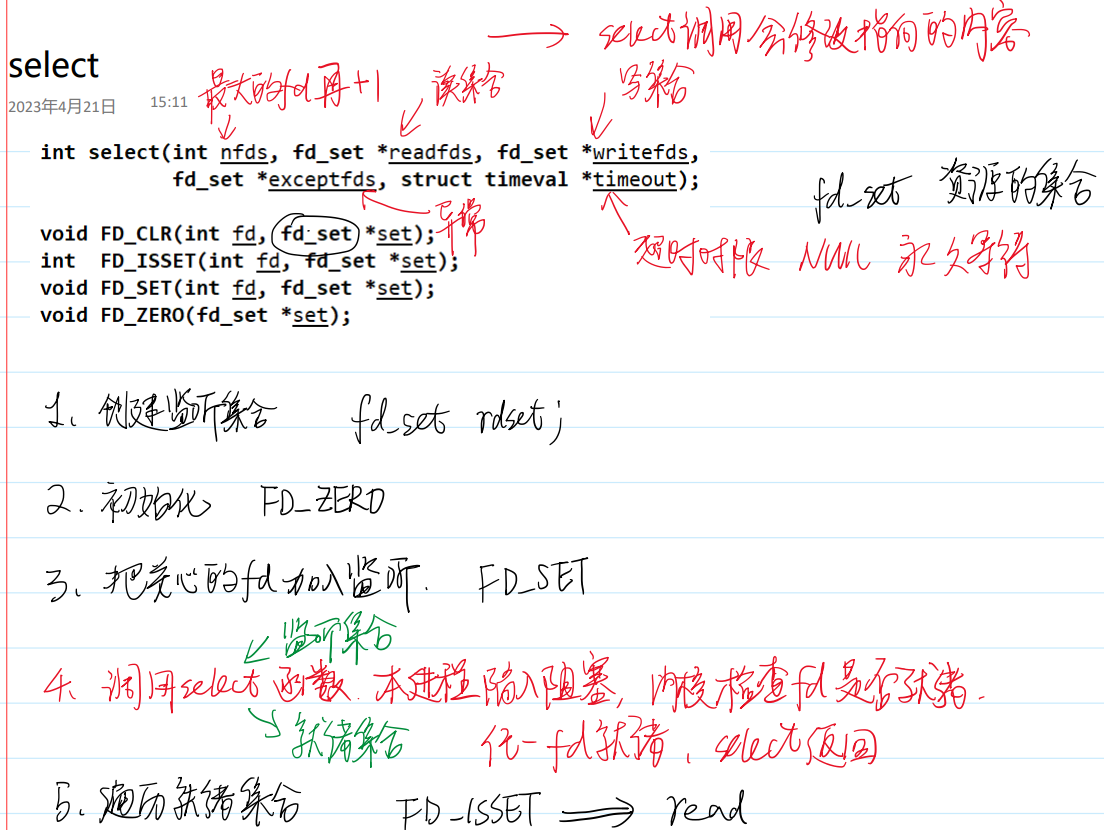 select调用会修改指向的内容
select
2023年4月21日 15:11
最大的fd再+1 读集合 写集合
int select(int nfds, fd_set *readfds, fd_set *writefds,
fd_set *exceptfds, struct timeval *timeout);
fd_set 资源的集合
异常
超时时限 NULL 永久等待
void FD_CLR(int fd, fd_set *set);
int FD_ISSET(int fd, fd_set *set);
void FD_SET(int fd, fd_set *set);
void FD_ZERO(fd_set *set);
1、创建监听集合 fd_set rdset;
2. 初始化 FD_ZERO
3、把关心的fd加入监听. FD_SET
监听集合
4、调用select函数.本进程陷入阻塞,内核检查fd是否就绪.
就绪集合 任一fd就绪、select返回
5、遍历就绪集合 FD_ISSET ⟹ read